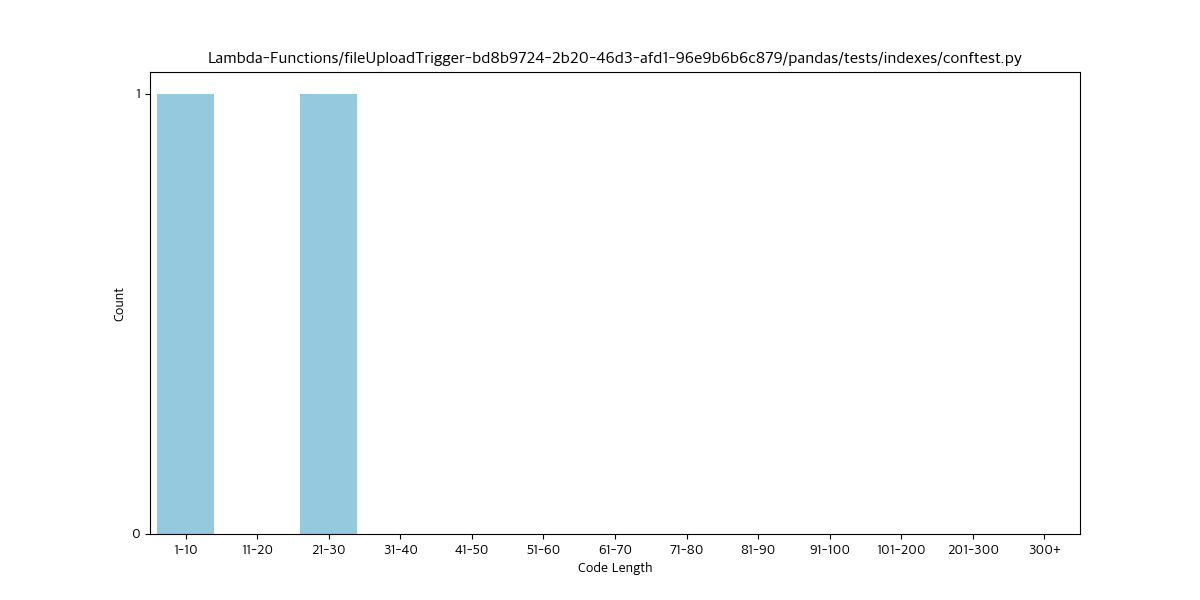 Lambda-Functions/fileUploadTrigger-bd8b9724-2b20-46d3-afd1-96e9b6b6c879/pandas/tests/indexes/conftest.py
1
Count
0
1-10 11-20 21-30 31-40 41-50 51-60 61-70 71-80 81-90 91-100 101-200 201-300 300+
Code Length